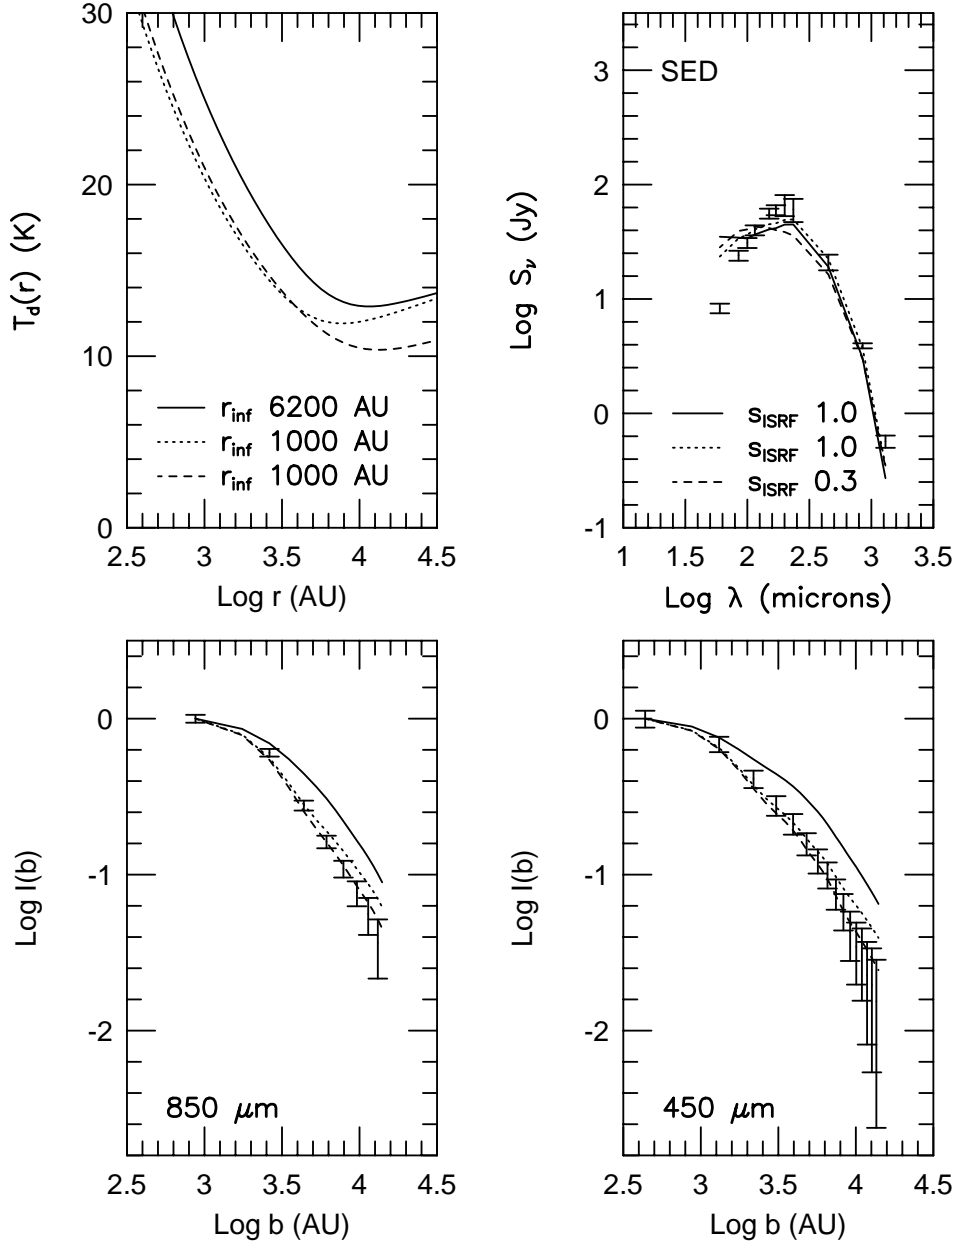 30
20
10
0
T_d(r) (K)
r_inf 6200 AU
r_inf 1000 AU
r_inf 1000 AU
2.5 3 3.5 4 4.5
Log r (AU)
SED
3
2
1
0
-1
Log S_ν (Jy)
s_ISRF 1.0
s_ISRF 1.0
s_ISRF 0.3
1 1.5 2 2.5 3 3.5
Log λ (microns)
0
-1
-2
Log I(b)
850 μm
2.5 3 3.5 4 4.5
Log b (AU)
0
-1
-2
Log I(b)
450 μm
2.5 3 3.5 4 4.5
Log b (AU)